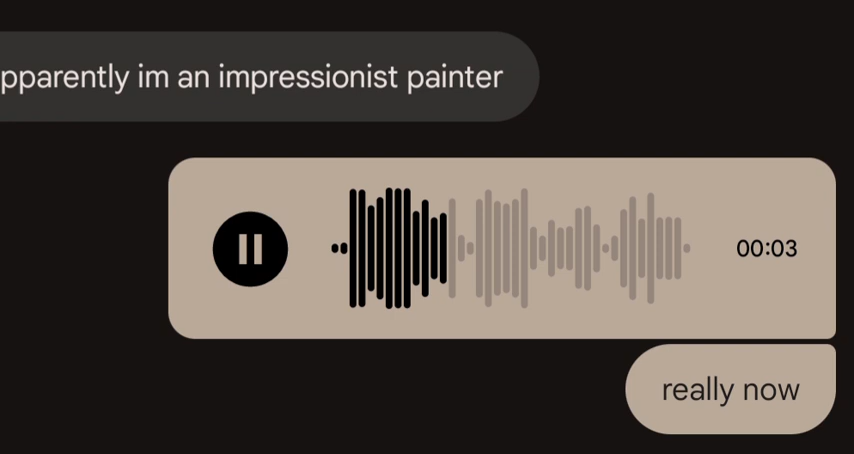 pparently im an impressionist painter
00:03
really now